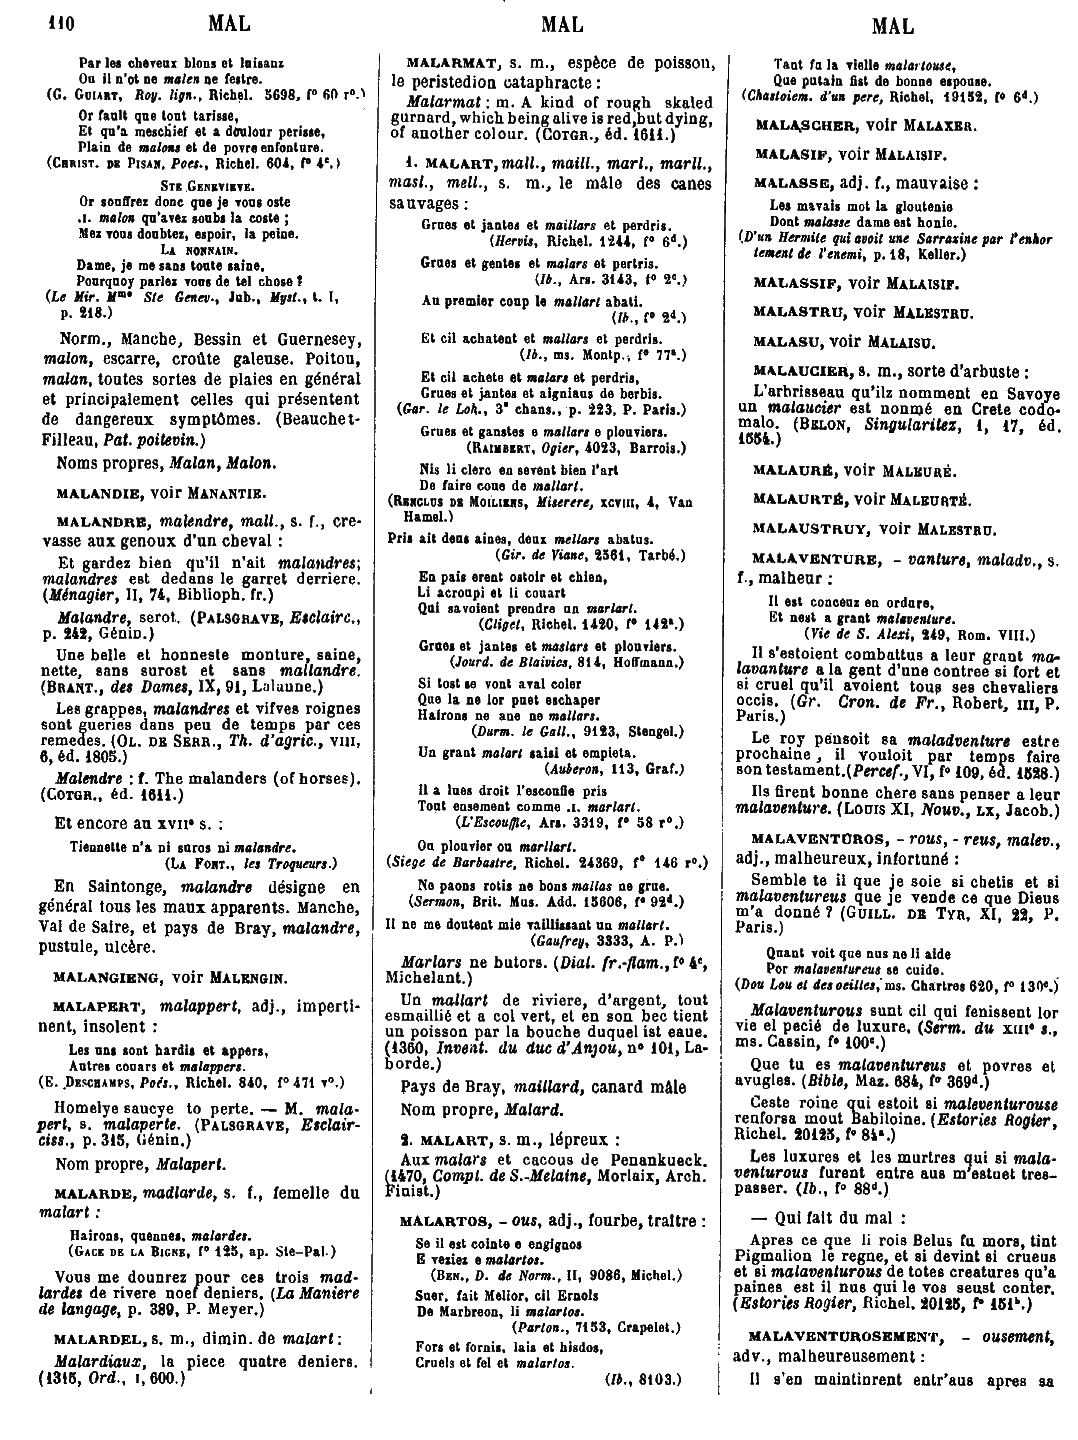 110 MAL MAL MAL
Par les cheveux blons et luisanz
Ou il n'ot ne malen ne festre.
(G. GUIART, Roy. lign., Richel. 5698, f° 60 r°.)
Or fault que tout tarisse,
Et qu'a meschief et a doulour perisse,
Plain de malons et de povre enfonture.
(CHRIST. DE PISAN, Poes., Richel. 604, f° 4c.)
STE GENEVIEVE.
Or souffrez donc que je vous oste
.I. malon qu'avez soubs la coste ;
Mez vous doubtez, espoir, la peine.
LA NONNAIN.
Dame, je me sans toute saine,
Pourquoy parlez vous de tel chose ?
(Le Mir. Mme Ste Genev., Jub., Myst., t. I,
p. 218.)
Norm., Manche, Bessin et Guernesey,
malon, escarre, croûte galeuse. Poitou,
malan, toutes sortes de plaies en général
et principalement celles qui présentent
de dangereux symptômes. (Beauchet-
Filleau, Pat. poitevin.)
Noms propres, Malan, Malon.
MALANDIE, voir MANANTIE.
MALANDRE, malendre, mall., s. f., cre-
vasse aux genoux d'un cheval :
Et gardez bien qu'il n'ait malandres;
malandres est dedans le garret derriere.
(Ménagier, II, 74, Biblioph. fr.)
Malandre, serot. (PALSGRAVE, Esclairc.,
p. 242, Génin.)
Une belle et honneste monture, saine,
nette, sans surost et sans mallandre.
(BRANT., des Dames, IX, 91, Lalanne.)
Les grappes, malandres et vifves roignes
sont gueries dans peu de temps par ces
remedes. (OL. DE SERR., Th. d'agric., VIII,
6, éd. 1805.)
Malendre : f. The malanders (of horses).
(COTGR., éd. 1611.)
Et encore au XVIIe s. :
Tiennette n'a ni suros ni malandre.
(LA FONT., les Troqueurs.)
En Saintonge, malandre désigne en
général tous les maux apparents. Manche,
Val de Saire, et pays de Bray, malandre,
pustule, ulcère.
MALANGIENG, voir MALENGIN.
MALAPERT, malappert, adj., imperti-
nent, insolent :
Les uns sont hardis et appers,
Autres couars et malappers.
(E. DESCHAMPS, Poés., Richel. 840, f° 471 v°.)
Homelye saucye to perte. — M. mala-
pert, s. malaperte. (PALSGRAVE, Esclair-
ciss., p. 315, Génin.)
Nom propre, Malapert.
MALARDE, madlarde, s. f., femelle du
malart :
Hairons, quennes, malardes.
(GACE DE LA BIGNE, f° 125, ap. Ste-Pal.)
Vous me dounrez pour ces trois mad-
lardes de rivere noef deniers. (La Maniere
de langage, p. 389, P. Meyer.)
MALARDEL, s. m., dimin. de malart :
Malardiaux, la piece quatre deniers.
(1315, Ord., I, 600.)
MALARMAT, s. m., espèce de poisson,
le peristedion cataphracte :
Malarmat : m. A kind of rough skaled
gurnard, which being alive is red, but dying,
of another colour. (COTGR., éd. 1611.)
1. MALART, mall., maill., marl., marll.,
masl., mell., s. m., le mâle des canes
sauvages :
Grues et jantes et maillars et perdris.
(Hervis, Richel. 1244, f° 6d.)
Grues et gentes et malars et pertris.
(Ib., Ars. 3143, f° 2c.)
Au premier coup le mallart abati.
(Ib., f° 2d.)
Et cil achatent et mallars et perdris.
(Ib., ms. Montp., f° 77a.)
Et cil achete et malars et perdris,
Grues et jantes et aigniaus de berbis.
(Gar. le Loh., 3e chans., p. 223, P. Paris.)
Grues et ganstes e mallars e plouviers.
(RAIMBERT, Ogier, 4023, Barrois.)
Nis li clerc en sevent bien l'art
De faire coue de mallart.
(RENCLUS DE MOILIENS, Miserere, XCVIII, 4, Van
Hamel.)
Pris ait deus aines, deux mellars abatus.
(Gir. de Viane, 2561, Tarbé.)
En pais erent ostoir et chien,
Li acroupi et li couart
Qui savoient prendre un marlart.
(Cliget, Richel. 1420, f° 142a.)
Grues et jantes et maslars et plouviers.
(Jourd. de Blaivies, 814, Hoffmann.)
Si tost se vont aval coler
Que la ne lor puet eschaper
Hairons ne ane ne mallars.
(Durm. le Gall., 9123, Stengel.)
Un grant malart saisi et empieta.
(Auberon, 113, Graf.)
Il a lues droit l'escoufle pris
Tout ensement comme .I. marlart.
(L'Escouffle, Ars. 3319, f° 58 r°.)
Ou plouvier ou marllart.
(Siege de Barbastre, Richel. 24369, f° 146 r°.)
Ne paons rotis ne bons mallas ne grue.
(Sermon, Brit. Mus. Add. 15606, f° 92d.)
Il ne me doutent mie vaillissant un mallart.
(Gaufrey, 3333, A. P.)
Marlars ne butors. (Dial. fr.-flam., f° 4c,
Michelant.)
Un mallart de riviere, d'argent, tout
esmaillié et a col vert, et en son bec tient
un poisson par la bouche duquel ist eaue.
(1360, Invent. du duc d'Anjou, n° 101, La-
borde.)
Pays de Bray, maillard, canard mâle
Nom propre, Malard.
2. MALART, s. m., lépreux :
Aux malars et cacous de Penankueck.
(1470, Compl. de S.-Melaine, Morlaix, Arch.
Finist.)
MALARTOS, - ous, adj., fourbe, traître :
Se il est cointe e engignos
E veziez e malartos.
(BEN., D. de Norm., II, 9086, Michel.)
Suer, fait Melior, cil Ernols
De Marbreon, li malartos.
(Parton., 7153, Crapelet.)
Fors et fornis, lais et hisdos,
Cruels et fel et malartos.
(Ib., 8103.)
Tant fu la vielle malartouse,
Que putain fist de bonne espouse.
(Chastoiem. d'un pere, Richel, 19152, f° 6d.)
MALASCHER, voir MALAXER.
MALASIF, voir MALAISIF.
MALASSE, adj. f., mauvaise :
Les mavais mot la gloutenie
Dont malasse dame est honie.
(D'un Hermite qui avoit une Sarraxine par l'enhor
tement de l'enemi, p. 18, Keller.)
MALASSIF, voir MALAISIF.
MALASTRU, voir MALESTRU.
MALASU, voir MALAISU.
MALAUCIER, s. m., sorte d'arbuste :
L'arbrisseau qu'ilz nomment en Savoye
un malaucier est nonmé en Crete codo-
malo. (BELON, Singularitez, I, 17, éd.
1554.)
MALAURÉ, voir MALEURÉ.
MALAURTÉ, voir MALEURTÉ.
MALAUSTRUY, voir MALESTRU.
MALAVENTURE, - vanture, maladv., s.
f., malheur :
Il est conceuz en ordure,
Et nest a grant malaventure.
(Vie de S. Alexi, 249, Rom. VIII.)
Il s'estoient combattus a leur grant ma-
lavanture a la gent d'une contree si fort et
si cruel qu'il avoient tous ses chevaliers
occis. (Gr. Cron. de Fr., Robert, III, P.
Paris.)
Le roy pensoit sa maladventure estre
prochaine, il vouloit par temps faire
son testament. (Percef., VI, f° 109, éd. 1528.)
Ils firent bonne chere sans penser a leur
malaventure. (LOUIS XI, Nouv., LX, Jacob.)
MALAVENTUROS, - rous, - reus, malev.,
adj., malheureux, infortuné :
Semble te il que je soie si chetis et si
malaventureus que je vende ce que Dieus
m'a donné ? (GUILL. DE TYR, XI, 22, P.
Paris.)
Quant voit que nus ne li aide
Por malaventureus se cuide.
(Dou Lou et des oeilles, ms. Chartres 620, f° 130c.)
Malaventurous sunt cil qui fenissent lor
vie el pecié de luxure. (Serm. du XIIIe s.,
ms. Cassin, f° 100c.)
Que tu es malaventureus et povres et
avugles. (Bible, Maz. 684, f° 369d.)
Ceste roine qui estoit si maleventurouse
renforsa mout Babiloine. (Estories Rogier,
Richel. 20125, f° 84a.)
Les luxures et les murtres qui si mala-
venturous furent entre aus m'estuet tres-
passer. (Ib., f° 88d.)
— Qui fait du mal :
Apres ce que li rois Belus fu mors, tint
Pigmalion le regne, et si devint si crueus
et si malaventurous de totes creatures qu'a
paines est il nus qui le vos seust conter.
(Estories Rogier, Richel. 20125, f° 151b.)
MALAVENTUROSEMENT, - ousement,
adv., malheureusement :
Il s'en maintinrent entr'aus apres sa